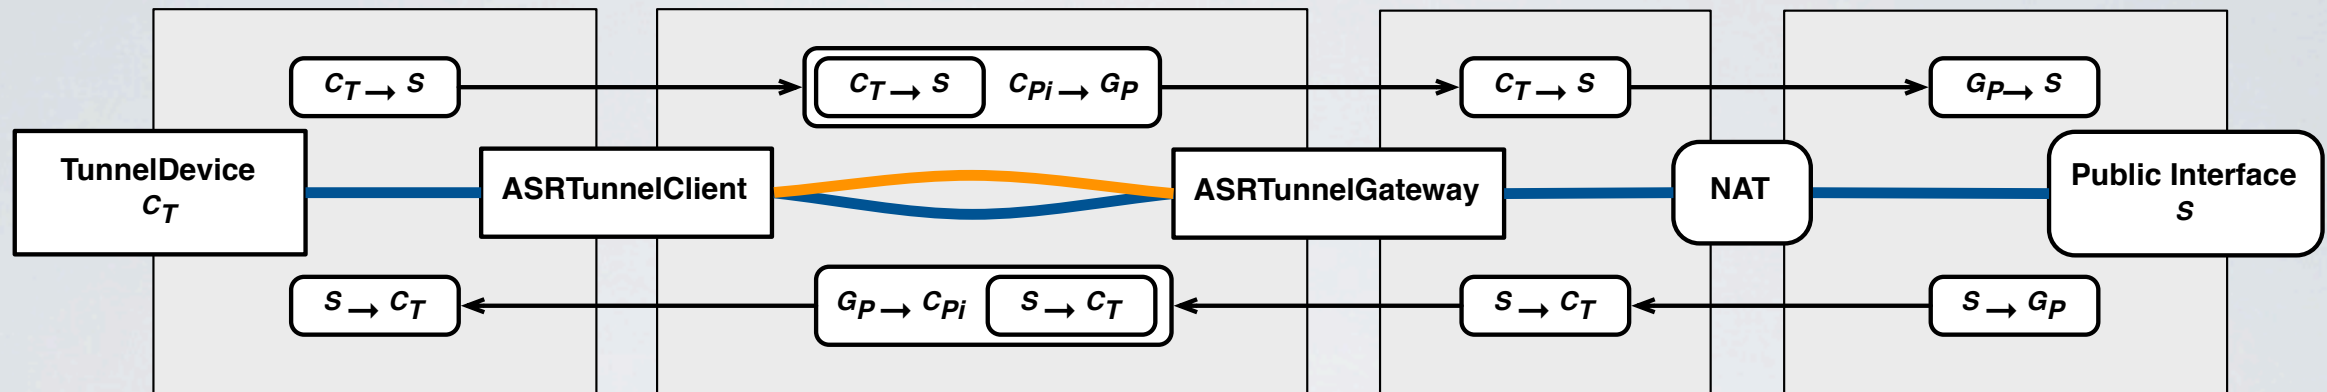 C_T → S
C_T → S C_Pi → G_P
C_T → S
G_P → S
TunnelDevice
C_T
ASRTunnelClient
ASRTunnelGateway
NAT
Public Interface
S
S → C_T
G_P → C_Pi S → C_T
S → C_T
S → G_P